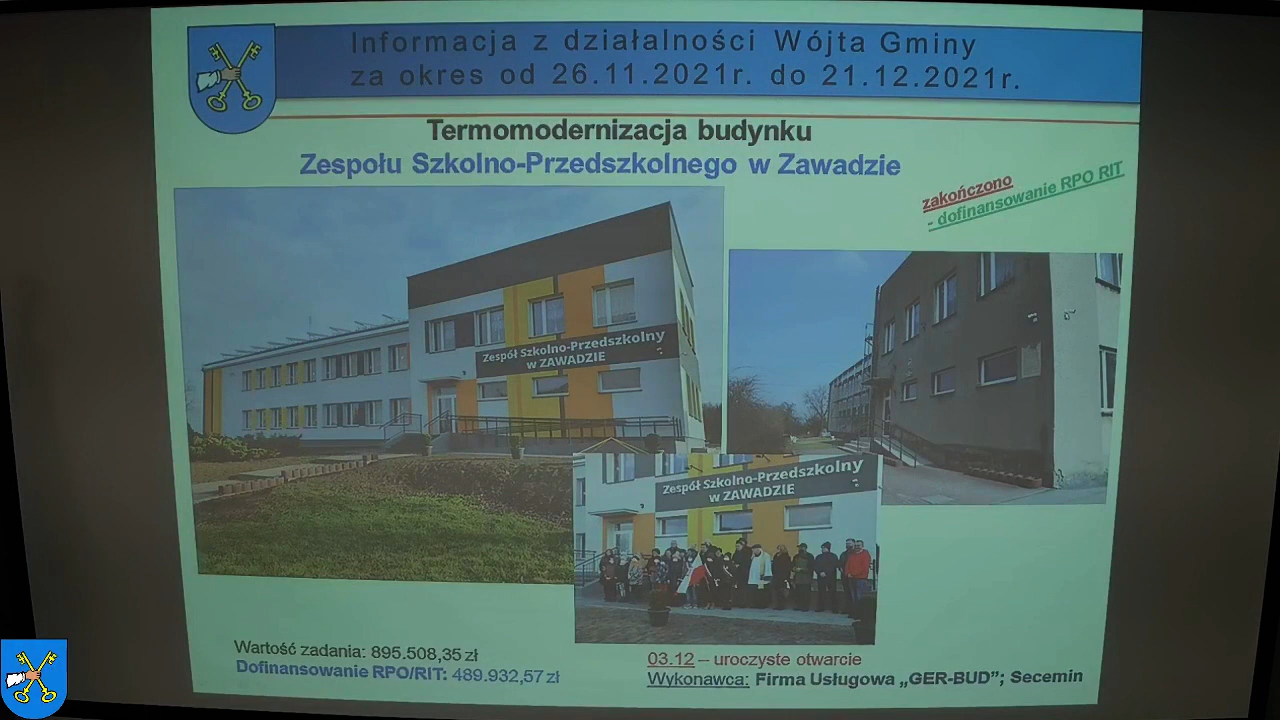 Informacja z działalności Wójta Gminy
za okres od 26.11.2021r. do 21.12.2021r.
Termomodernizacja budynku
Zespołu Szkolno-Przedszkolnego w Zawadzie
zakończono
- dofinansowanie RPO RIT
Zespół Szkolno-Przedszkolny
w ZAWADZIE
Zespół Szkolno-Przedszkolny
w ZAWADZIE
Wartość zadania: 895.508,35 zł
Dofinansowanie RPO/RIT: 489.932,57 zł
03.12 – uroczyste otwarcie
Wykonawca: Firma Usługowa „GER-BUD”; Secemin